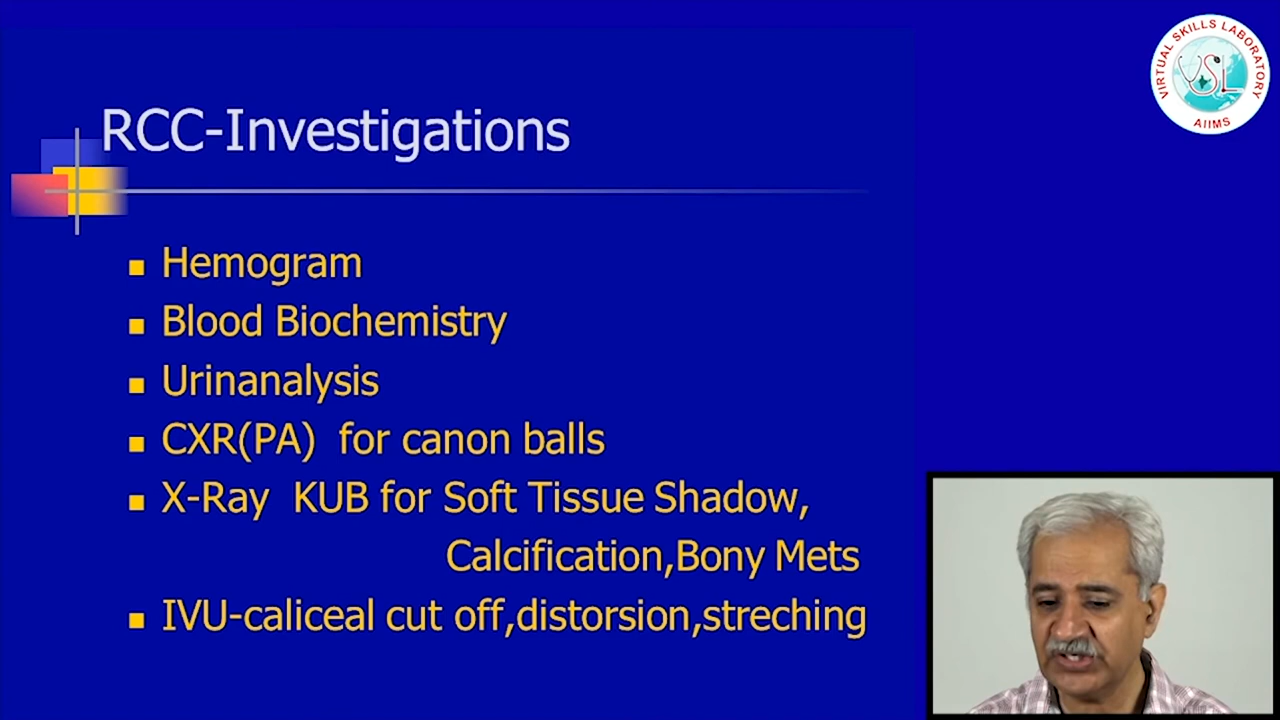 VIRTUAL SKILLS LABORATORY
VSL
AIIMS
RCC-Investigations
Hemogram
Blood Biochemistry
Urinanalysis
CXR(PA) for canon balls
X-Ray KUB for Soft Tissue Shadow,
Calcification,Bony Mets
IVU-caliceal cut off,distorsion,streching